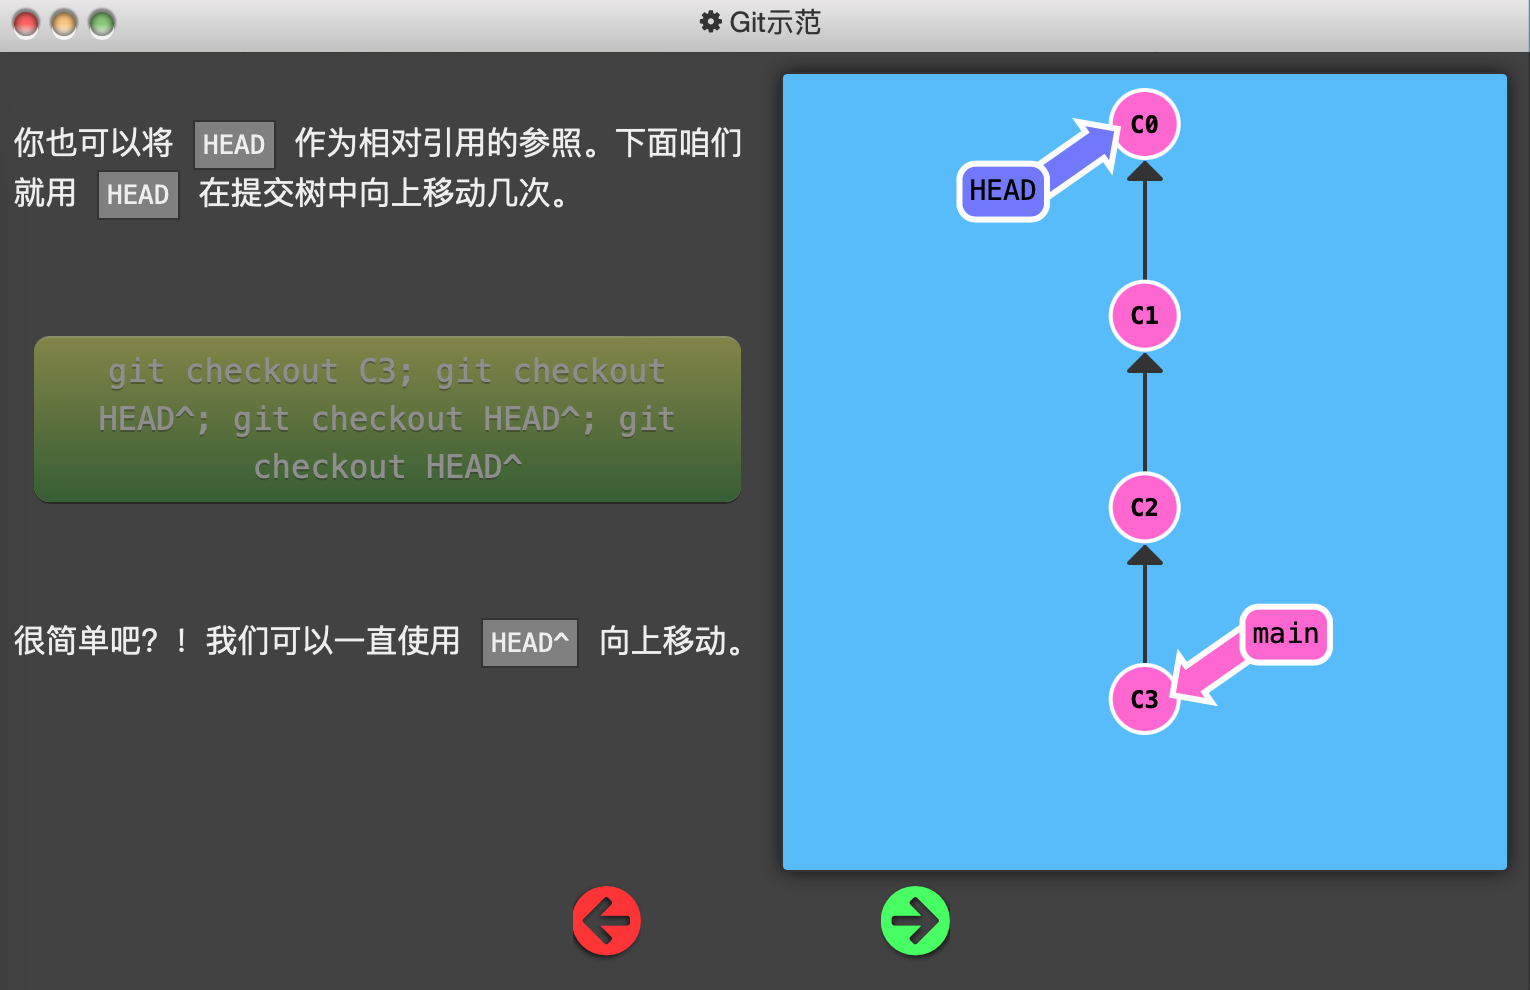 Git示范
你也可以将 HEAD 作为相对引用的参照。下面咱们
就用 HEAD 在提交树中向上移动几次。
git checkout C3; git checkout
HEAD^; git checkout HEAD^; git
checkout HEAD^
很简单吧？！我们可以一直使用 HEAD^ 向上移动。
C0
HEAD
C1
C2
main
C3